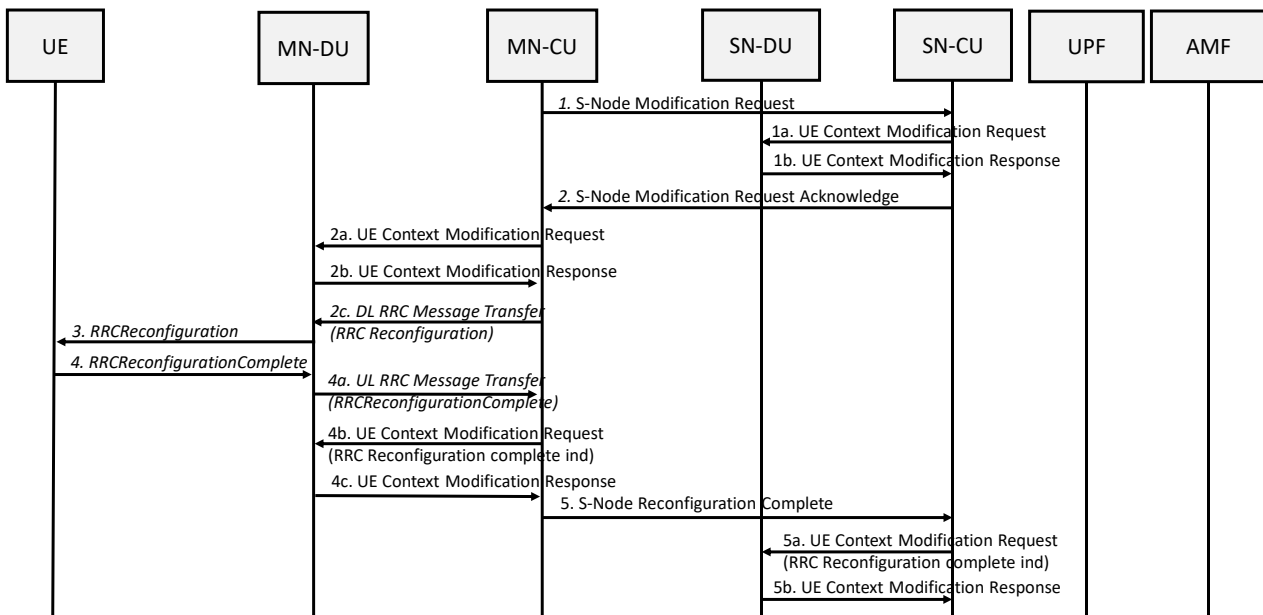 UE
MN-DU
MN-CU
SN-DU
SN-CU
UPF
AMF
1. S-Node Modification Request
1a. UE Context Modification Request
1b. UE Context Modification Response
2. S-Node Modification Request Acknowledge
2a. UE Context Modification Request
2b. UE Context Modification Response
2c. DL RRC Message Transfer
(RRC Reconfiguration)
3. RRCReconfiguration
4. RRCReconfigurationComplete
4a. UL RRC Message Transfer
(RRCReconfigurationComplete)
4b. UE Context Modification Request
(RRC Reconfiguration complete ind)
4c. UE Context Modification Response
5. S-Node Reconfiguration Complete
5a. UE Context Modification Request
(RRC Reconfiguration complete ind)
5b. UE Context Modification Response